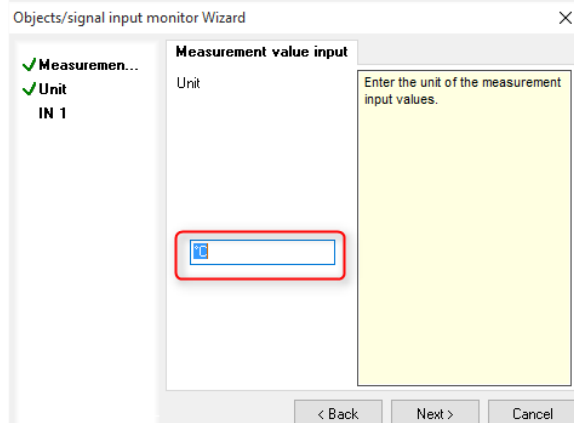 Objects/signal input monitor Wizard
Measuremen...
Unit
IN 1
Measurement value input
Unit
°C
Enter the unit of the measurement
input values.
< Back
Next >
Cancel